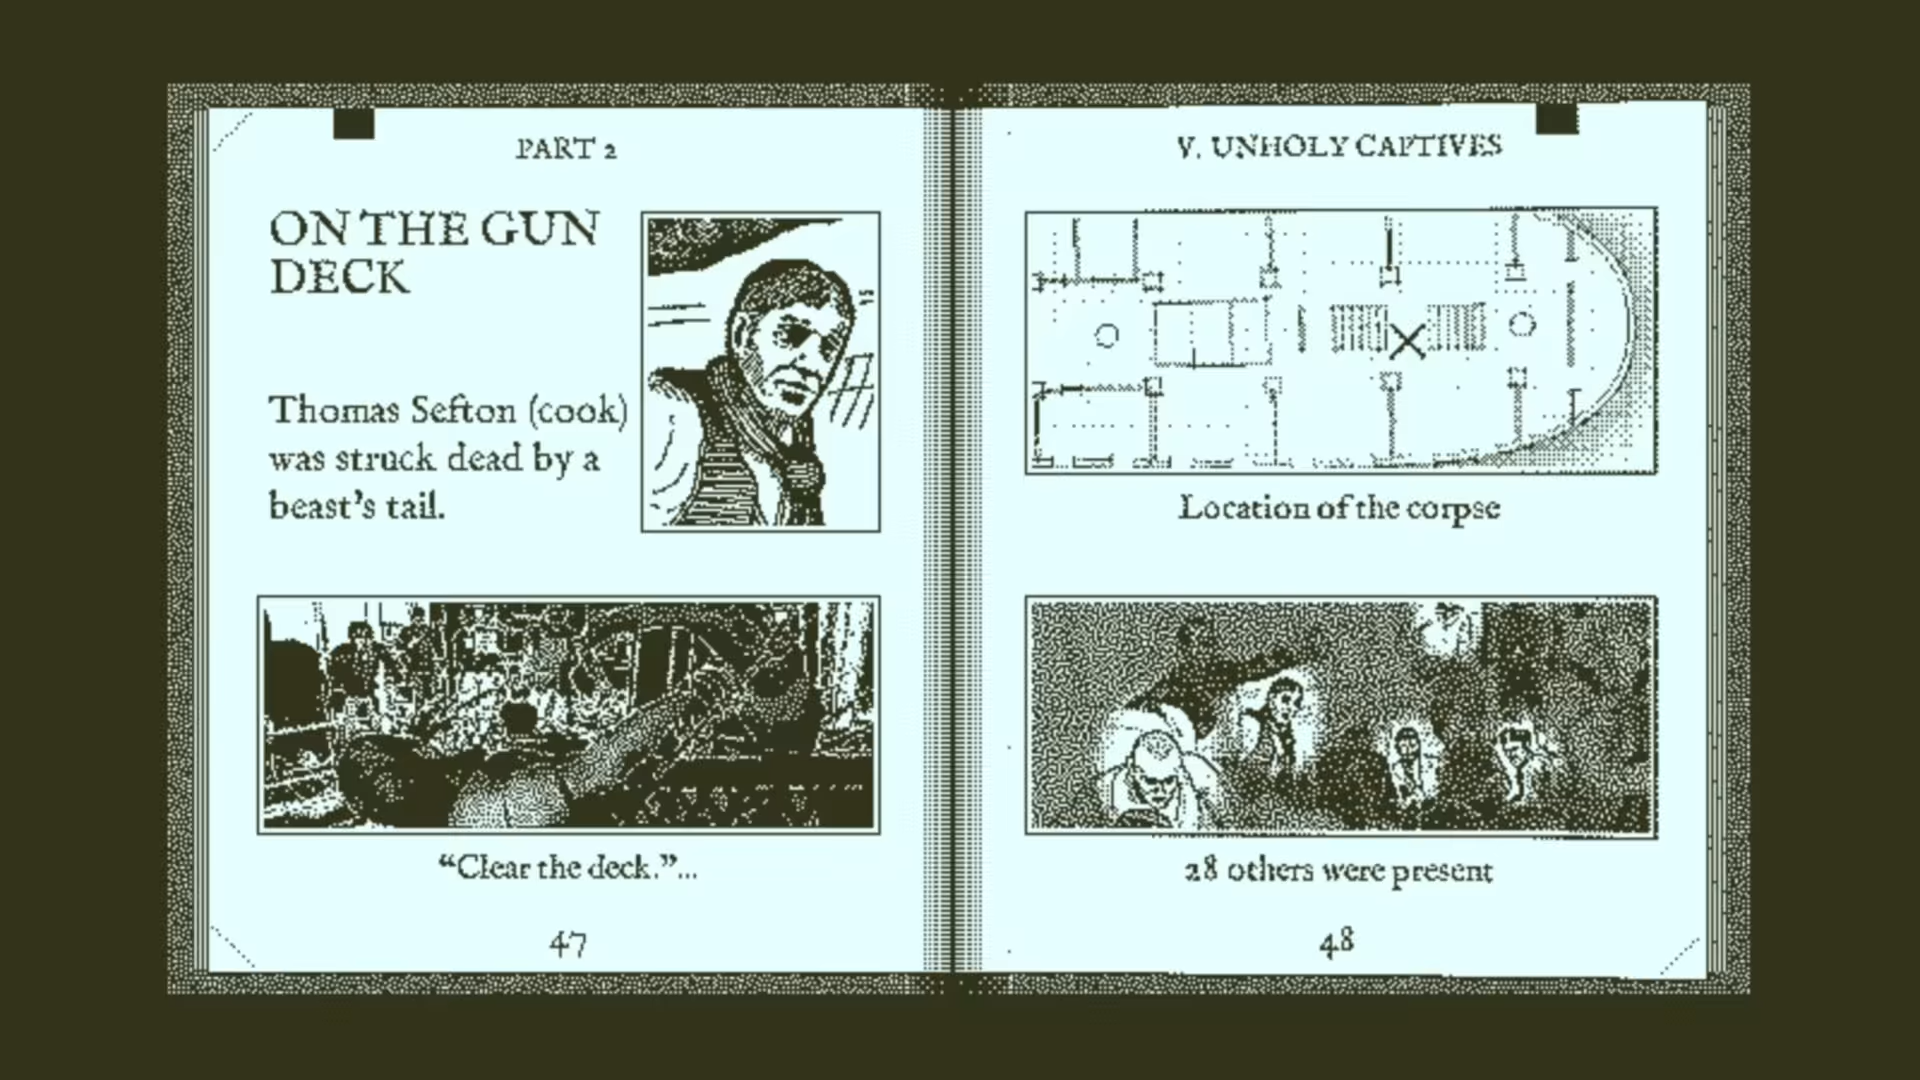 PART 2
ON THE GUN
DECK
Thomas Sefton (cook)
was struck dead by a
beast's tail.
"Clear the deck."...
47
V. UNHOLY CAPTIVES
Location of the corpse
28 others were present
48